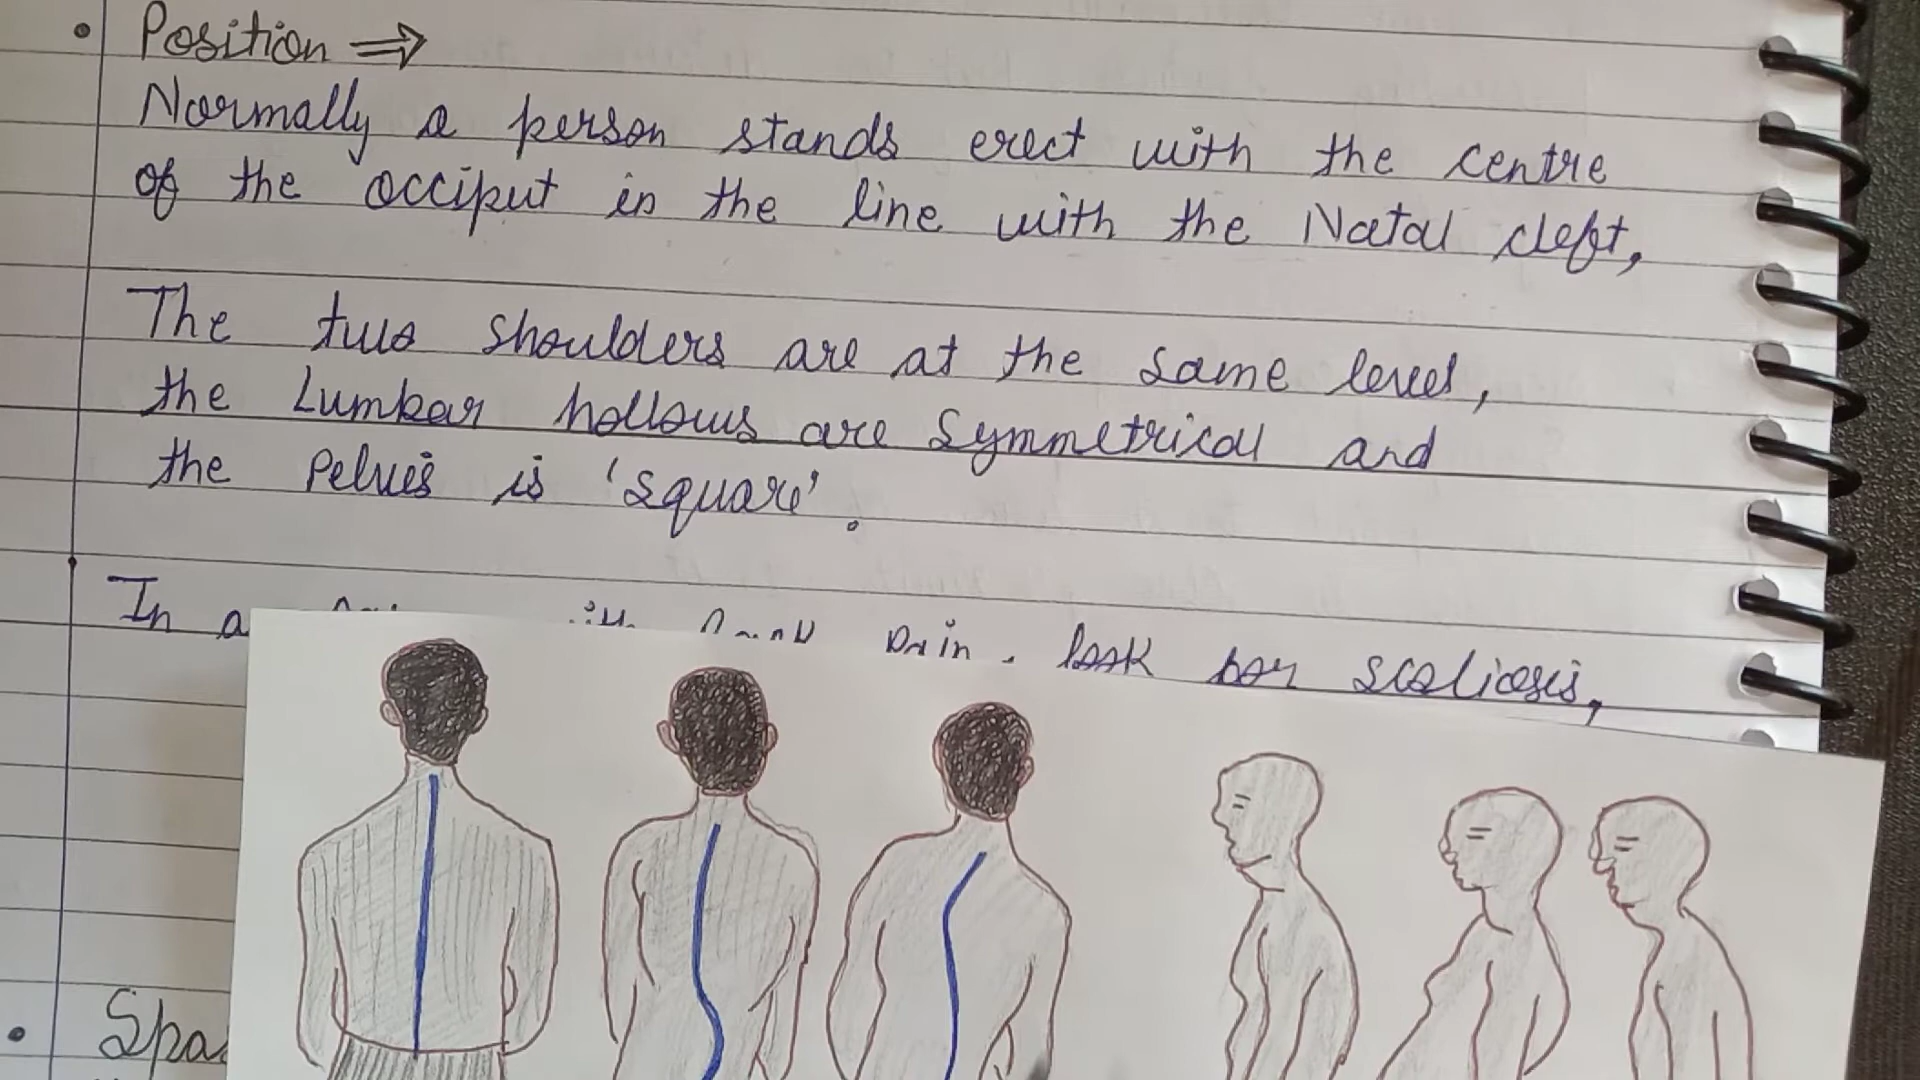 • Position ⇒
Normally a person stands erect with the centre
of the occiput in the line with the Natal cleft,
The two shoulders are at the same level,
the Lumbar hollows are Symmetrical and
the Pelvis is 'square'.
In a pain, look for scoliosis,
•